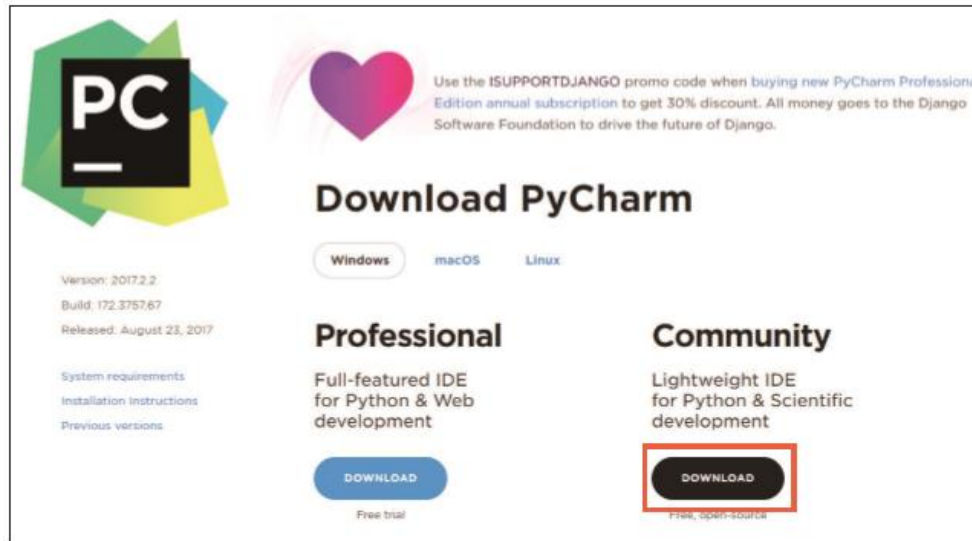 PC
Use the ISUPPORTDJANGO promo code when buying new PyCharm Professiona
Edition annual subscription to get 30% discount. All money goes to the Django
Software Foundation to drive the future of Django.
Download PyCharm
Windows macOS Linux
Version: 2017.2.2
Build: 172.3757.67
Released: August 23, 2017
System requirements
Installation Instructions
Previous versions
Professional
Full-featured IDE
for Python & Web
development
DOWNLOAD
Free trial
Community
Lightweight IDE
for Python & Scientific
development
DOWNLOAD
Free, open-source